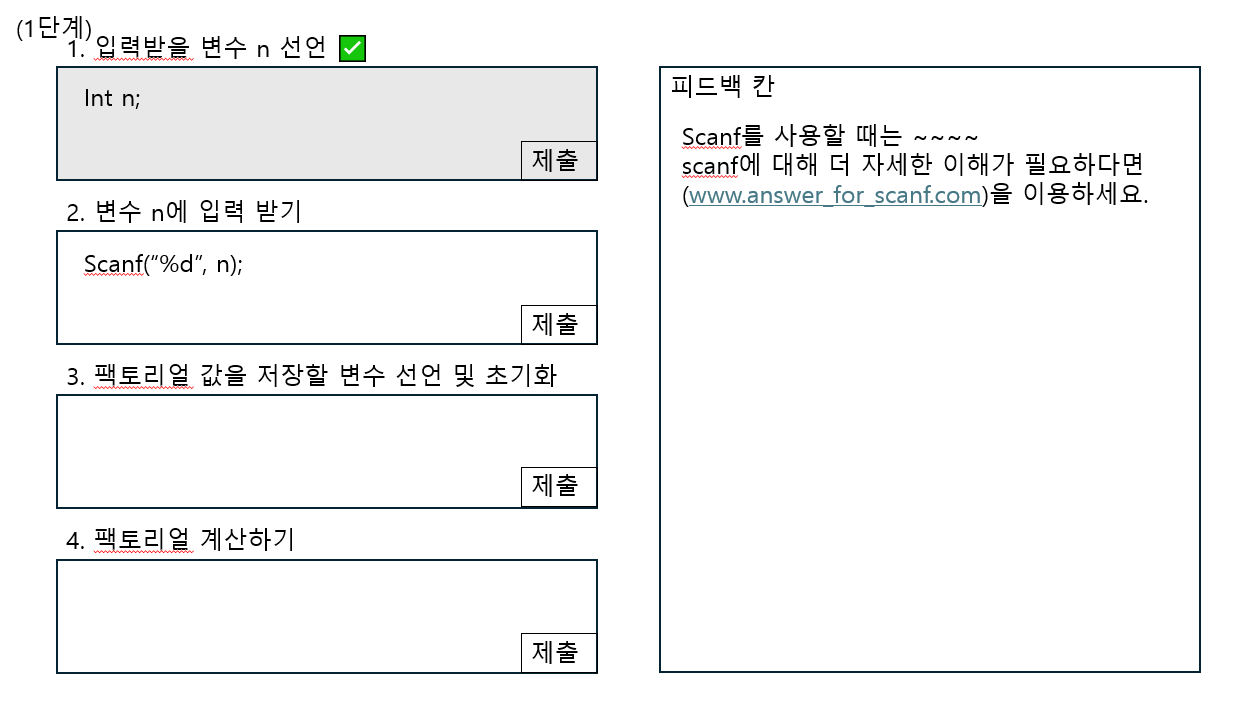 (1단계)
1. 입력받을 변수 n 선언
Int n;
제출
2. 변수 n에 입력 받기
Scanf(“%d”, n);
제출
3. 팩토리얼 값을 저장할 변수 선언 및 초기화
제출
4. 팩토리얼 계산하기
제출
피드백 칸
Scanf를 사용할 때는 ~~~~
scanf에 대해 더 자세한 이해가 필요하다면
(www.answer_for_scanf.com)을 이용하세요.